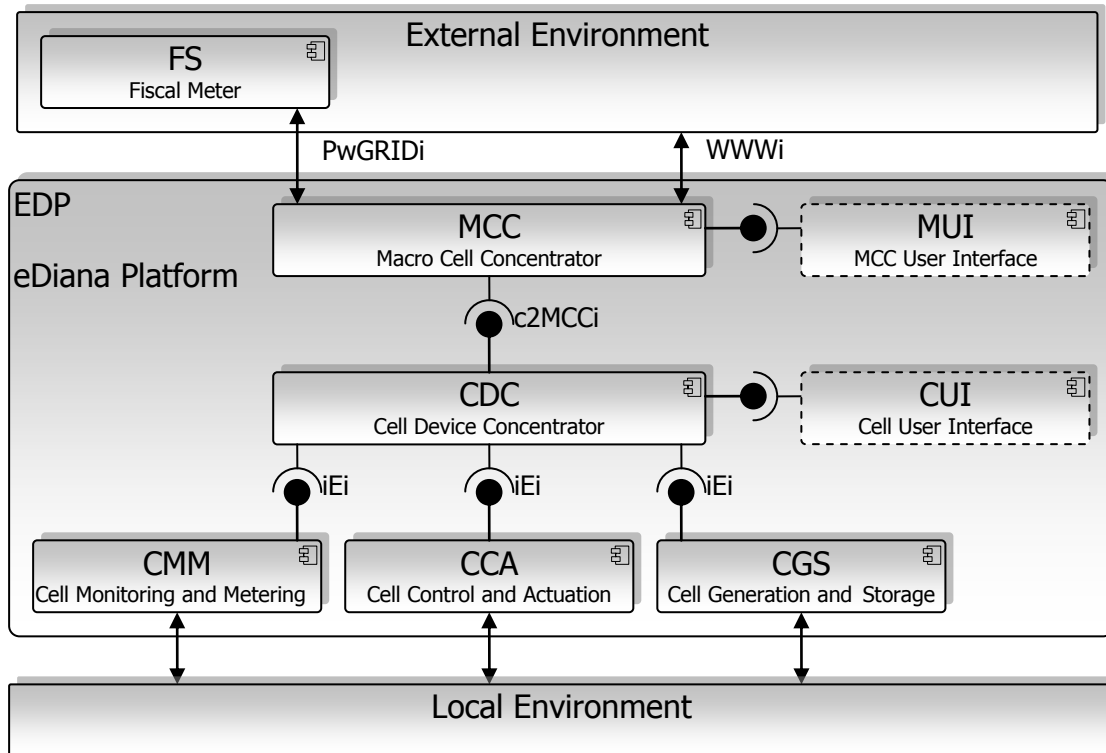 External Environment
FS
Fiscal Meter
PwGRIDi
WWWi
EDP
eDiana Platform
MCC
Macro Cell Concentrator
MUI
MCC User Interface
c2MCCi
CDC
Cell Device Concentrator
CUI
Cell User Interface
iEi
iEi
iEi
CMM
Cell Monitoring and Metering
CCA
Cell Control and Actuation
CGS
Cell Generation and Storage
Local Environment